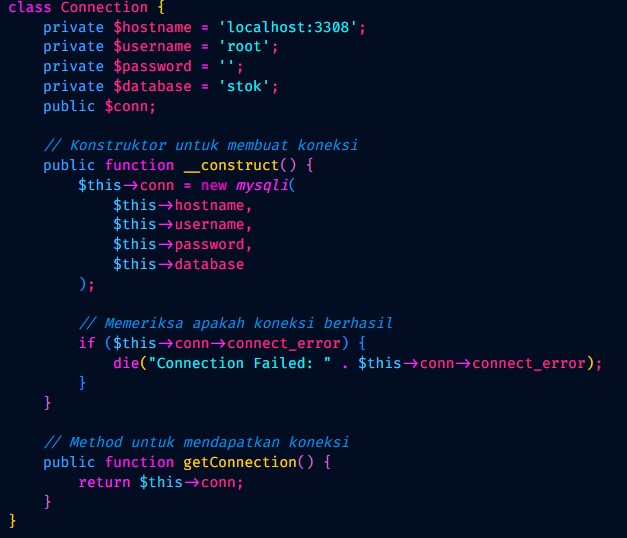 class Connection {
    private $hostname = 'localhost:3308';
    private $username = 'root';
    private $password = '';
    private $database = 'stok';
    public $conn;

    // Konstruktor untuk membuat koneksi
    public function __construct() {
        $this->conn = new mysqli(
            $this->hostname,
            $this->username,
            $this->password,
            $this->database
        );

        // Memeriksa apakah koneksi berhasil
        if ($this->conn->connect_error) {
            die("Connection Failed: " . $this->conn->connect_error);
        }
    }

    // Method untuk mendapatkan koneksi
    public function getConnection() {
        return $this->conn;
    }
}